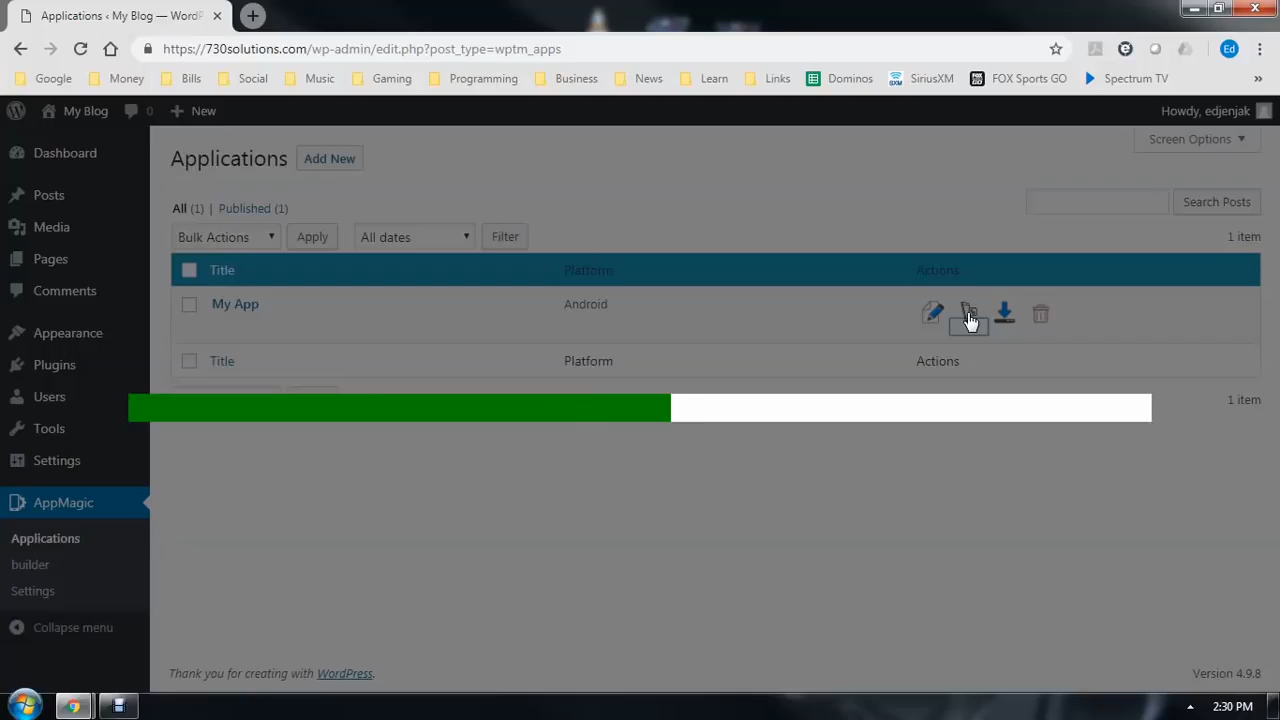 Applications ‹ My Blog — WordP
https://730solutions.com/wp-admin/edit.php?post_type=wptm_apps
Ed
Google Money Bills Social Music Gaming Programming Business News Learn Links Dominos SiriusXM FOX Sports GO Spectrum TV »
My Blog 0 New Howdy, edjenjak
Screen Options
Applications Add New
All (1) | Published (1)
Search Posts
Bulk Actions Apply All dates Filter 1 item
Title Platform Actions
My App Android
Title Platform Actions
1 item
Dashboard
Posts
Media
Pages
Comments
Appearance
Plugins
Users
Tools
Settings
AppMagic
Applications
builder
Settings
Collapse menu
Thank you for creating with WordPress. Version 4.9.8
2:30 PM